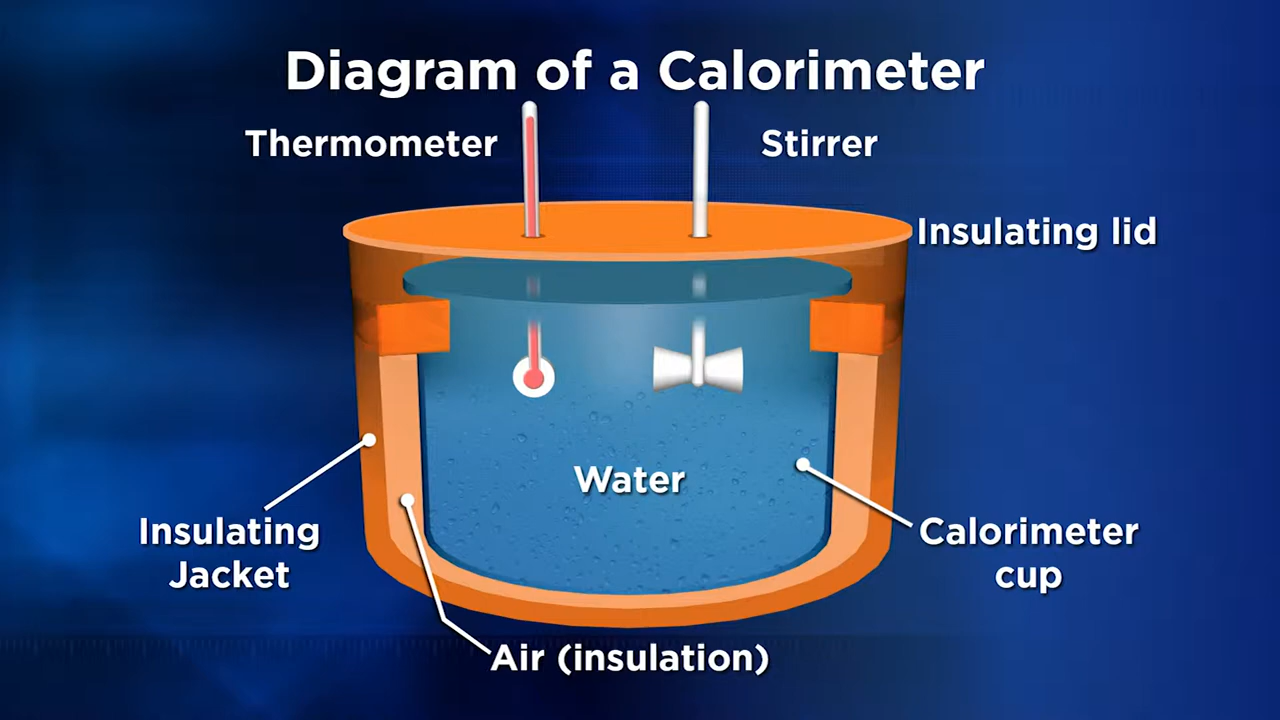 Diagram of a Calorimeter
Thermometer
Stirrer
Insulating lid
Water
Insulating
Jacket
Calorimeter
cup
Air (insulation)